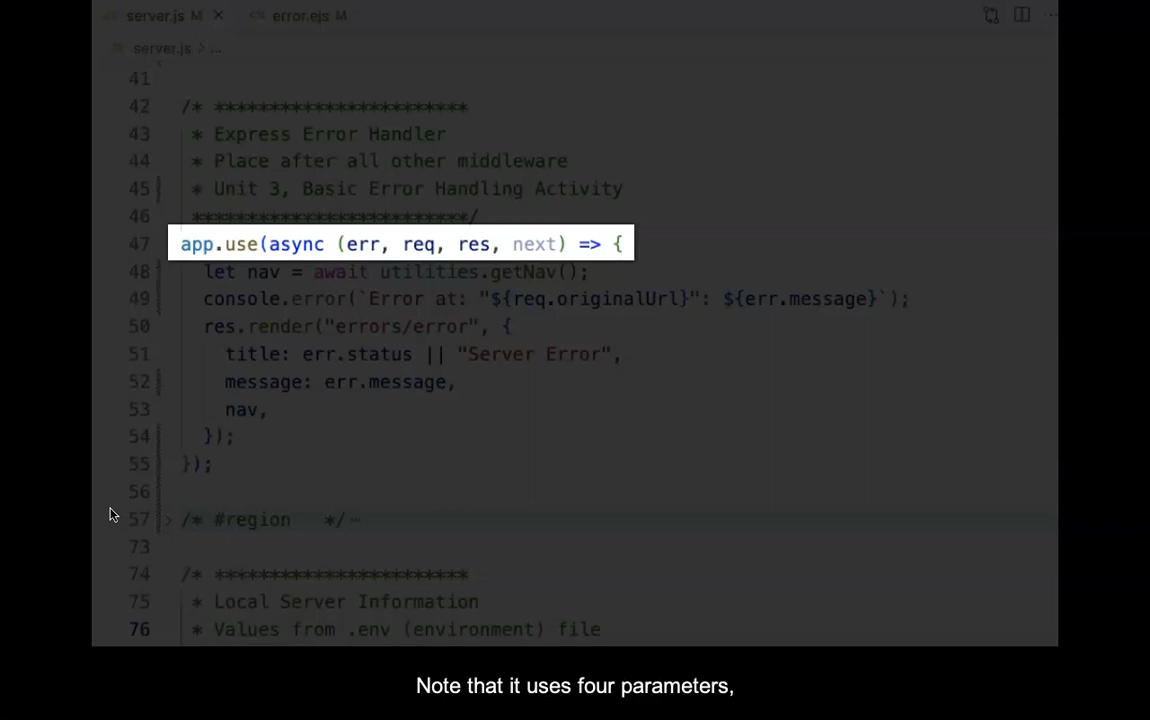 server.js M × error.ejs M
server.js > ...
41
42 /* ***********************
43 * Express Error Handler
44 * Place after all other middleware
45 * Unit 3, Basic Error Handling Activity
46 *************************/
47 app.use(async (err, req, res, next) => {
48 let nav = await utilities.getNav();
49 console.error(`Error at: "${req.originalUrl}": ${err.message}`);
50 res.render("errors/error", {
51 title: err.status || "Server Error",
52 message: err.message,
53 nav,
54 });
55 });
56
57 > /* #region */ ···
73
74 /* ***********************
75 * Local Server Information
76 * Values from .env (environment) file
Note that it uses four parameters,